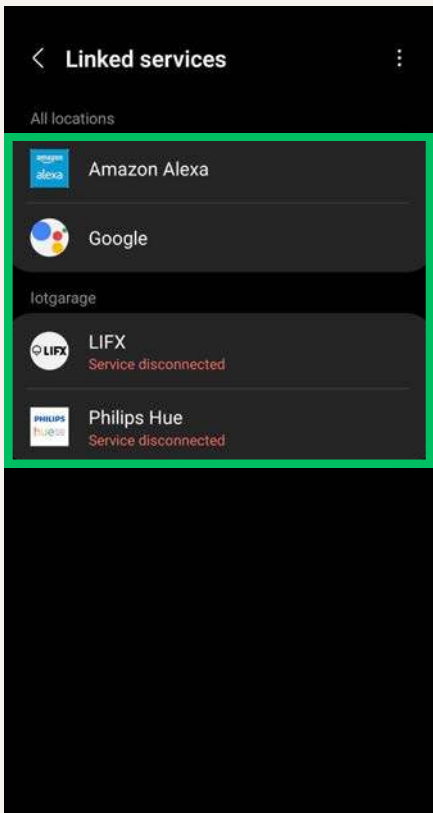 Linked services
All locations
amazon
alexa
Amazon Alexa
Google
Iotgarage
LIFX
LIFX
Service disconnected
PHILIPS
hue
Philips Hue
Service disconnected